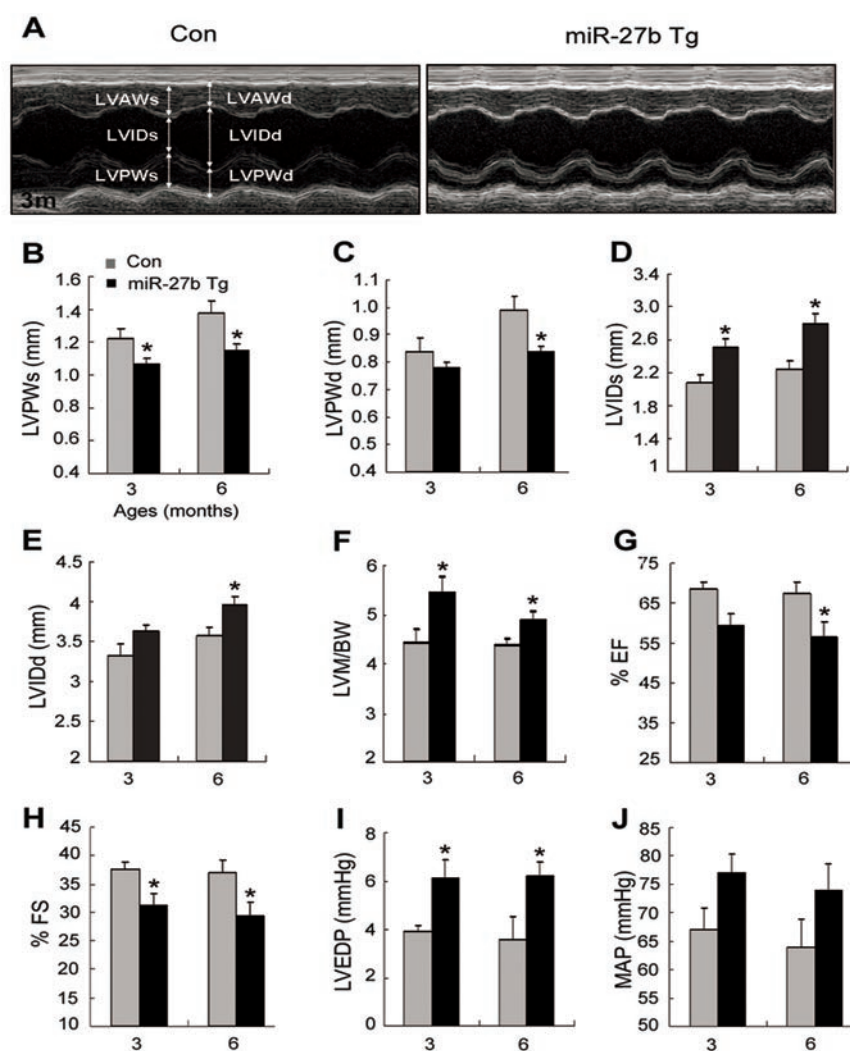 A
Con
miR-27b Tg
LVAWs
LVAWd
LVIDs
LVIDd
LVPWs
LVPWd
3m
B
Con
miR-27b Tg
LVPWs (mm)
1.6
1.4
1.2
1.0
0.8
0.6
0.4
* *
3 6
Ages (months)
C
LVPWd (mm)
1.1
1.0
0.9
0.8
0.7
0.6
0.5
0.4
*
3 6
D
LVIDs (mm)
3.4
3.0
2.6
2.2
1.8
1.4
1
* *
3 6
E
LVIDd (mm)
4.5
4
3.5
3
2.5
2
*
3 6
F
LVM/BW
6
5
4
3
2
* *
3 6
G
% EF
75
65
55
45
35
25
*
3 6
H
% FS
45
40
35
30
25
20
15
10
* *
3 6
I
LVEDP (mmHg)
8
6
4
2
0
* *
3 6
J
MAP (mmHg)
85
80
75
70
65
60
55
50
3 6